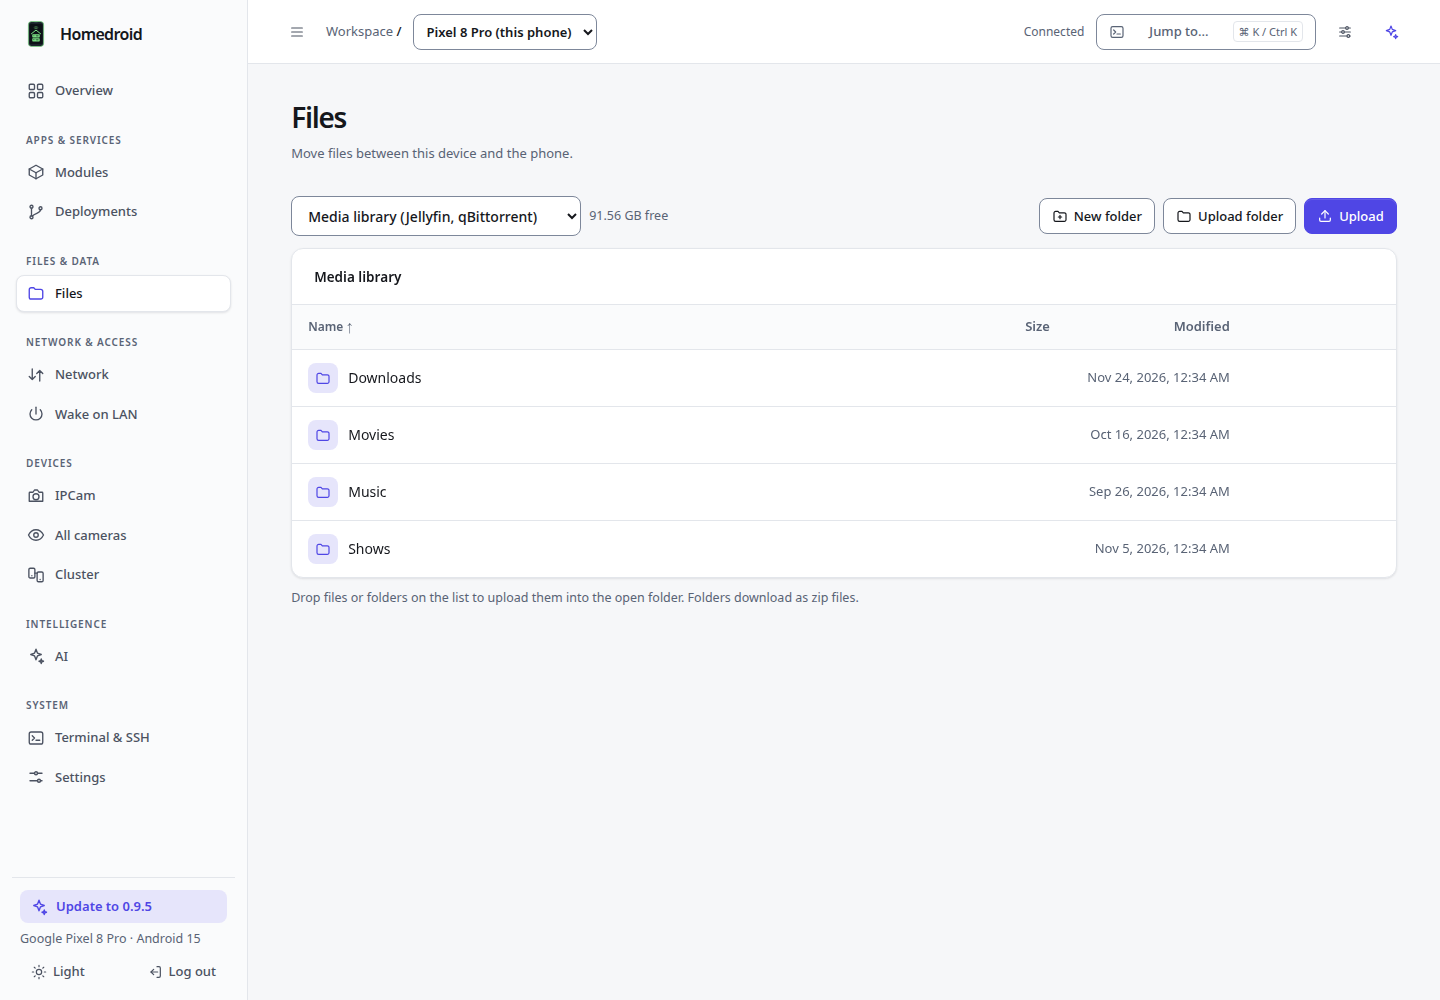 Homedroid
Overview
APPS & SERVICES
Modules
Deployments
FILES & DATA
Files
NETWORK & ACCESS
Network
Wake on LAN
DEVICES
IPCam
All cameras
Cluster
INTELLIGENCE
AI
SYSTEM
Terminal & SSH
Settings
Update to 0.9.5
Google Pixel 8 Pro · Android 15
Light
Log out
Workspace / Pixel 8 Pro (this phone)
Connected
Jump to... ⌘ K / Ctrl K
Files
Move files between this device and the phone.
Media library (Jellyfin, qBittorrent) 91.56 GB free
New folder
Upload folder
Upload
Media library
Name ↑ Size Modified
Downloads Nov 24, 2026, 12:34 AM
Movies Oct 16, 2026, 12:34 AM
Music Sep 26, 2026, 12:34 AM
Shows Nov 5, 2026, 12:34 AM
Drop files or folders on the list to upload them into the open folder. Folders download as zip files.